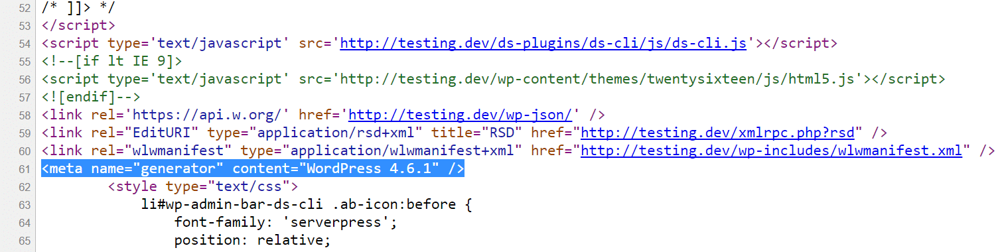 52 /* ]]> */
53 </script>
54 <script type='text/javascript' src='http://testing.dev/ds-plugins/ds-cli/js/ds-cli.js'></script>
55 <!--[if lt IE 9]>
56 <script type='text/javascript' src='http://testing.dev/wp-content/themes/twentysixteen/js/html5.js'></script>
57 <![endif]-->
58 <link rel='https://api.w.org/' href='http://testing.dev/wp-json/' />
59 <link rel="EditURI" type="application/rsd+xml" title="RSD" href="http://testing.dev/xmlrpc.php?rsd" />
60 <link rel="wlwmanifest" type="application/wlwmanifest+xml" href="http://testing.dev/wp-includes/wlwmanifest.xml" />
61 <meta name="generator" content="WordPress 4.6.1" />
62         <style type="text/css">
63             li#wp-admin-bar-ds-cli .ab-icon:before {
64                 font-family: 'serverpress';
65                 position: relative;